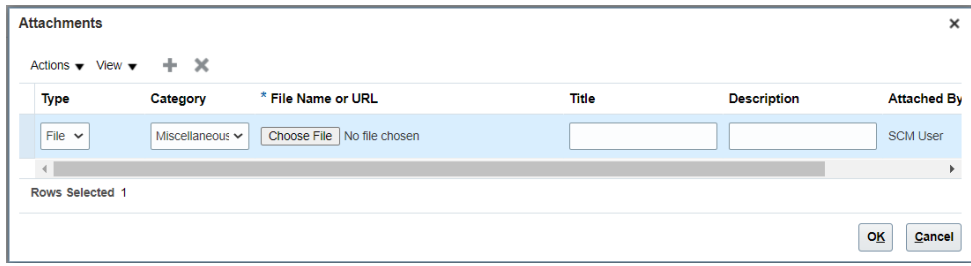 Attachments ×
Actions ▼ View ▼
Type Category * File Name or URL Title Description Attached By
File Miscellaneous Choose File No file chosen SCM User
Rows Selected 1
OK Cancel